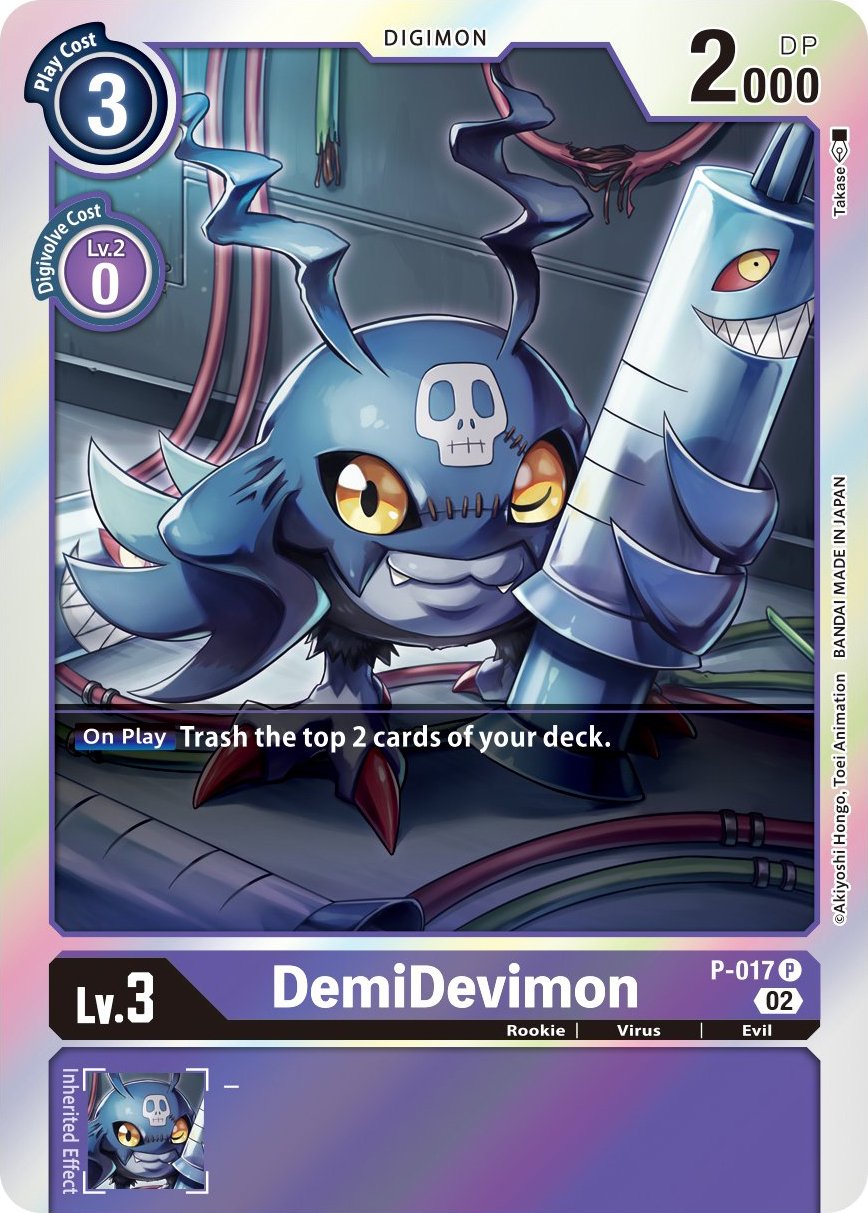 DIGIMON
Play Cost
3
DP
2000
Digivolve Cost
Lv.2
0
Takase
BANDAI MADE IN JAPAN
©Akiyoshi Hongo, Toei Animation
On Play Trash the top 2 cards of your deck.
Lv.3
DemiDevimon
P-017 P
02
Rookie | Virus | Evil
Inherited Effect
–